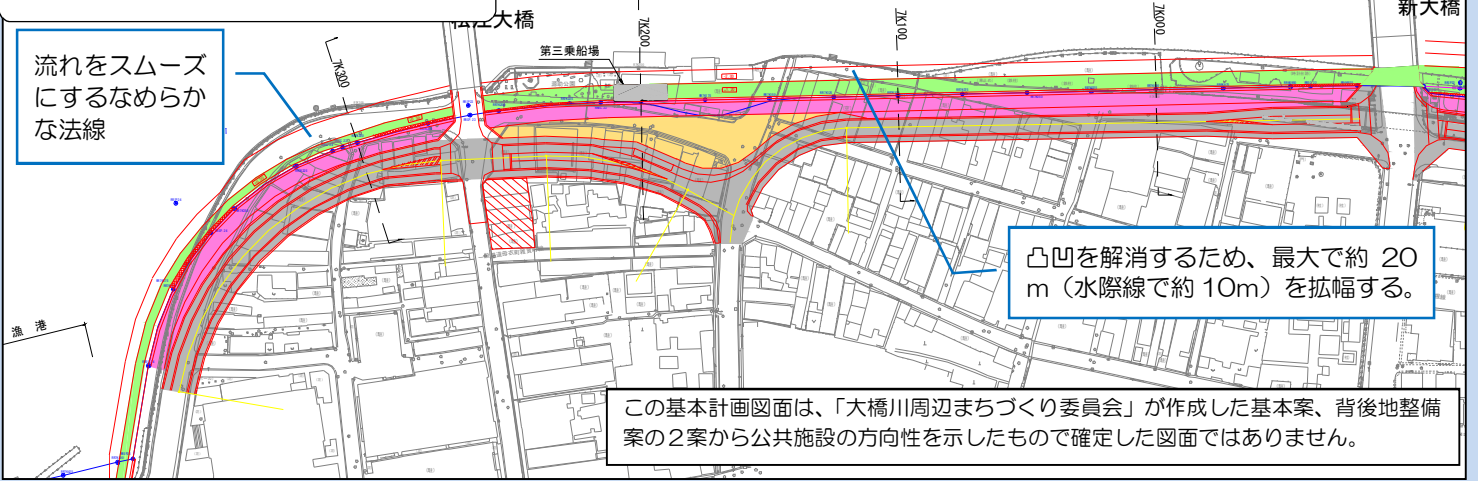 松江大橋
新大橋
流れをスムーズ
にするなめらか
な法線
7K300
7K200
7K100
7K000
第三乗船場
漁 港
凸凹を解消するため、最大で約 20
m（水際線で約 10m）を拡幅する。
この基本計画図面は、「大橋川周辺まちづくり委員会」が作成した基本案、背後地整備
案の２案から公共施設の方向性を示したもので確定した図面ではありません。